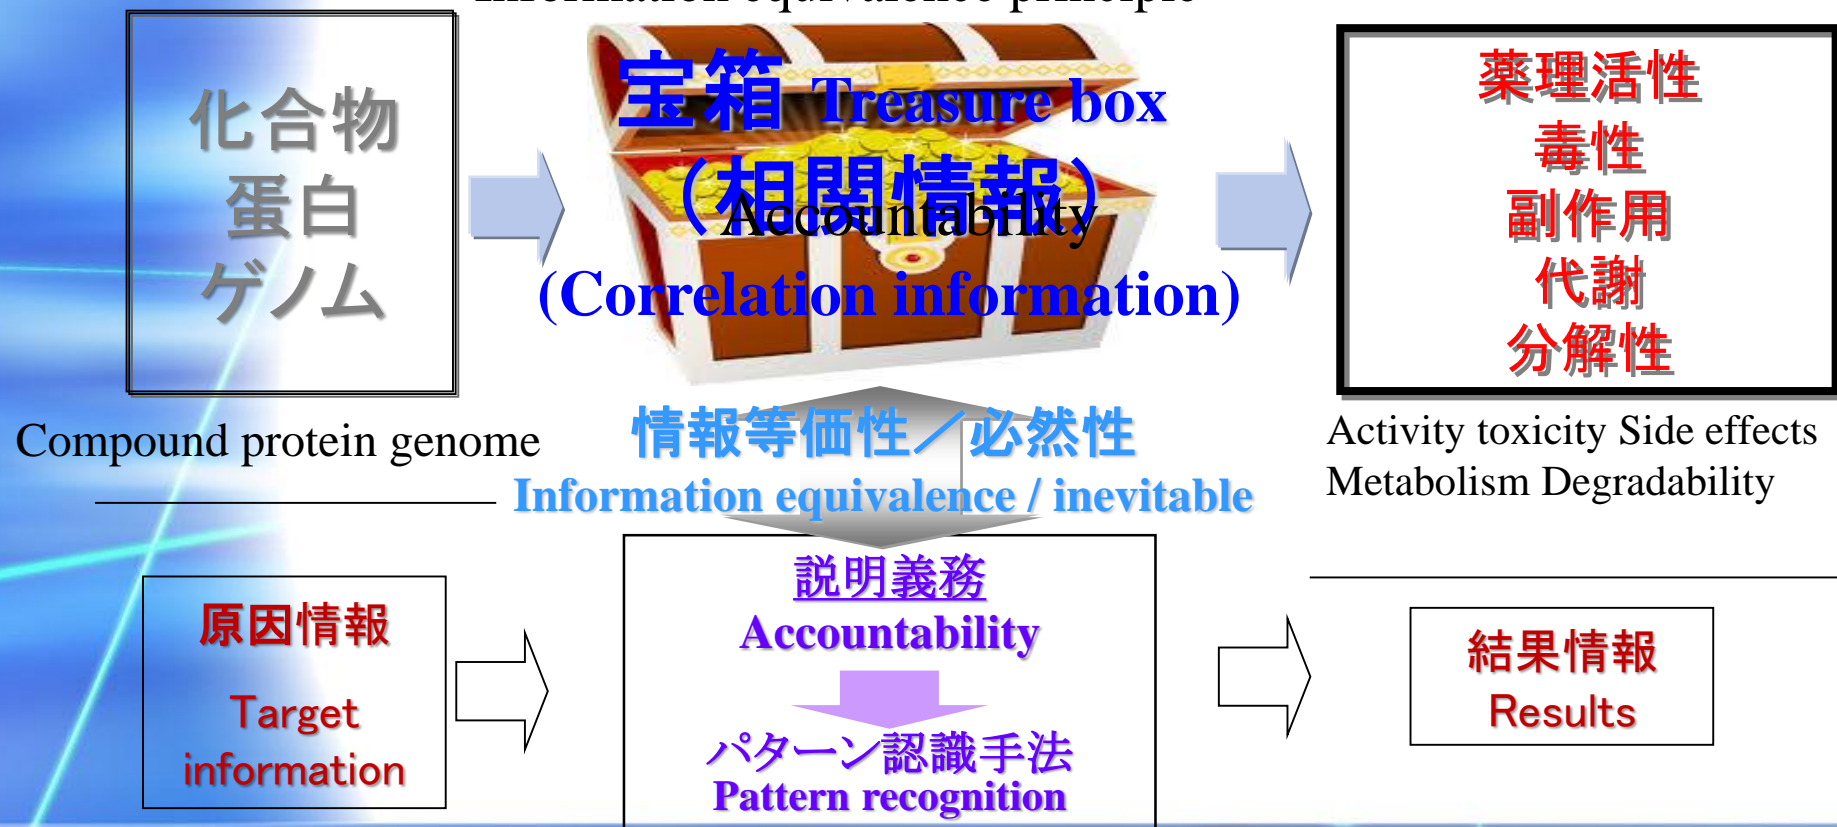 Information equivalence principle
化合物
蛋白
ゲノム
Compound protein genome
宝箱 Treasure box
（相関情報）
Accountability
(Correlation information)
薬理活性
毒性
副作用
代謝
分解性
Activity toxicity Side effects
Metabolism Degradability
情報等価性／必然性
Information equivalence / inevitable
原因情報
Target
information
説明義務
Accountability
パターン認識手法
Pattern recognition
結果情報
Results